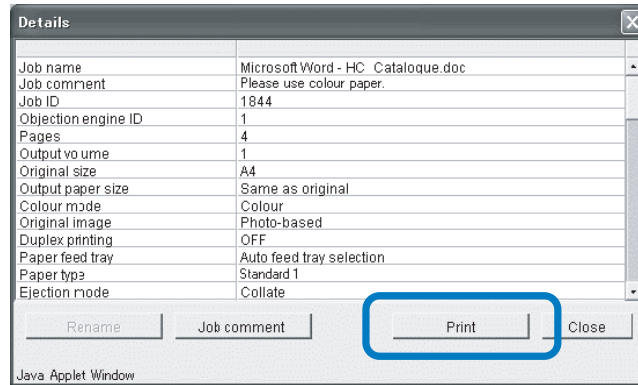 Details
Job name Microsoft Word - HC Catalogue.doc
Job comment Please use colour paper.
Job ID 1844
Objection engine ID 1
Pages 4
Output volume 1
Original size A4
Output paper size Same as original
Colour mode Colour
Original image Photo-based
Duplex printing OFF
Paper feed tray Auto feed tray selection
Paper type Standard 1
Ejection mode Collate
Rename Job comment Print Close
Java Applet Window